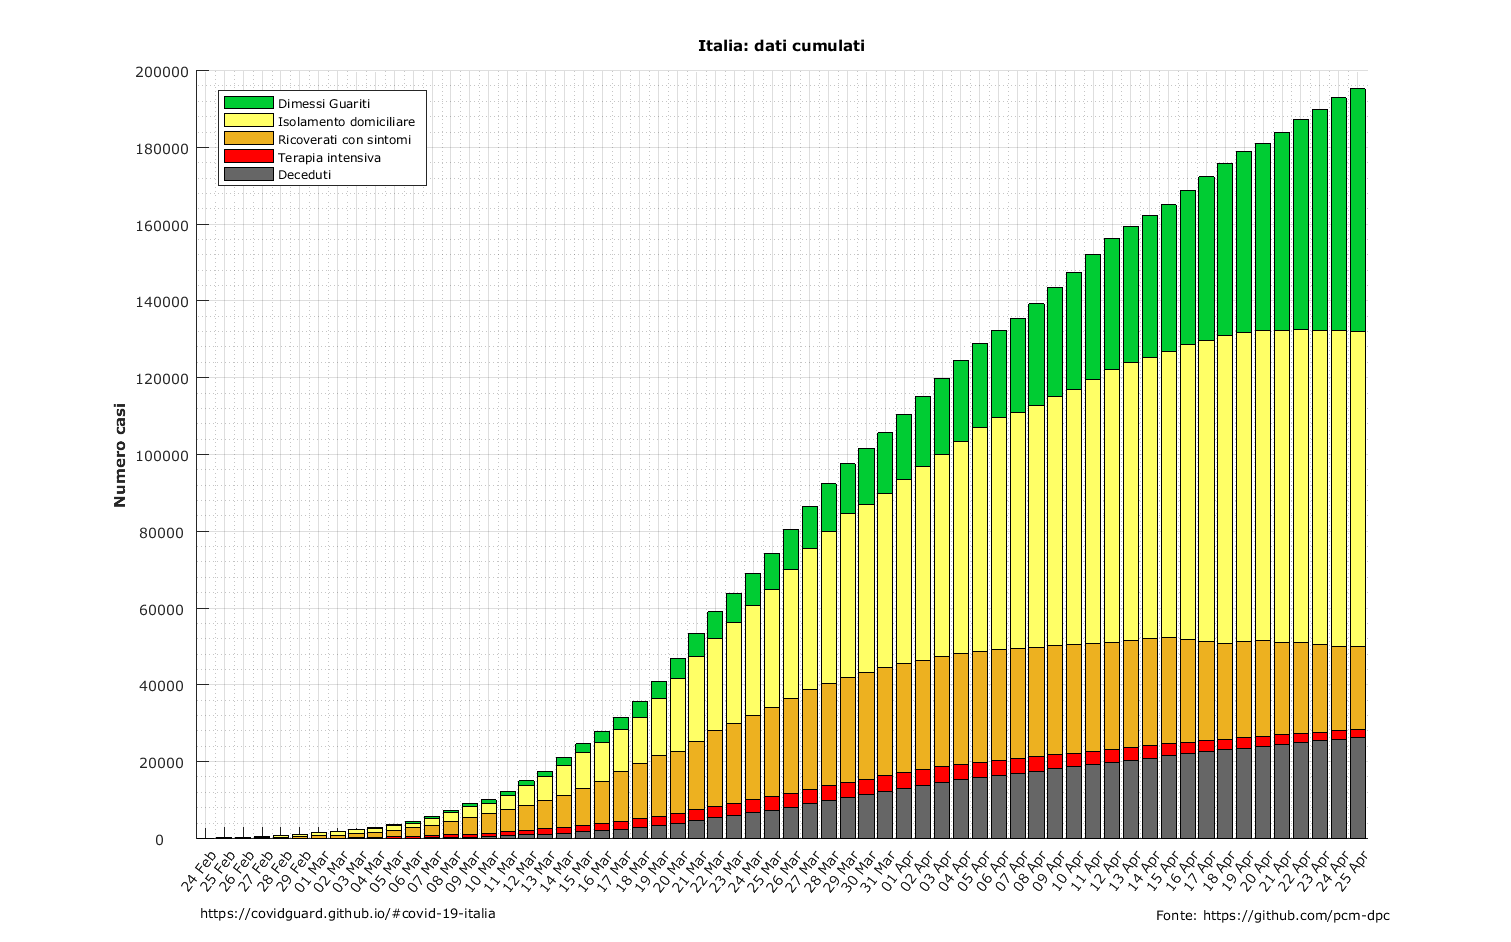 Italia: dati cumulati
200000
180000
160000
140000
120000
100000
80000
60000
40000
20000
0
Numero casi
Dimessi Guariti
Isolamento domiciliare
Ricoverati con sintomi
Terapia intensiva
Deceduti
24 Feb
25 Feb
26 Feb
27 Feb
28 Feb
29 Feb
01 Mar
02 Mar
03 Mar
04 Mar
05 Mar
06 Mar
07 Mar
08 Mar
09 Mar
10 Mar
11 Mar
12 Mar
13 Mar
14 Mar
15 Mar
16 Mar
17 Mar
18 Mar
19 Mar
20 Mar
21 Mar
22 Mar
23 Mar
24 Mar
25 Mar
26 Mar
27 Mar
28 Mar
29 Mar
30 Mar
31 Mar
01 Apr
02 Apr
03 Apr
04 Apr
05 Apr
06 Apr
07 Apr
08 Apr
09 Apr
10 Apr
11 Apr
12 Apr
13 Apr
14 Apr
15 Apr
16 Apr
17 Apr
18 Apr
19 Apr
20 Apr
21 Apr
22 Apr
23 Apr
24 Apr
25 Apr
https://covidguard.github.io/#covid-19-italia
Fonte: https://github.com/pcm-dpc